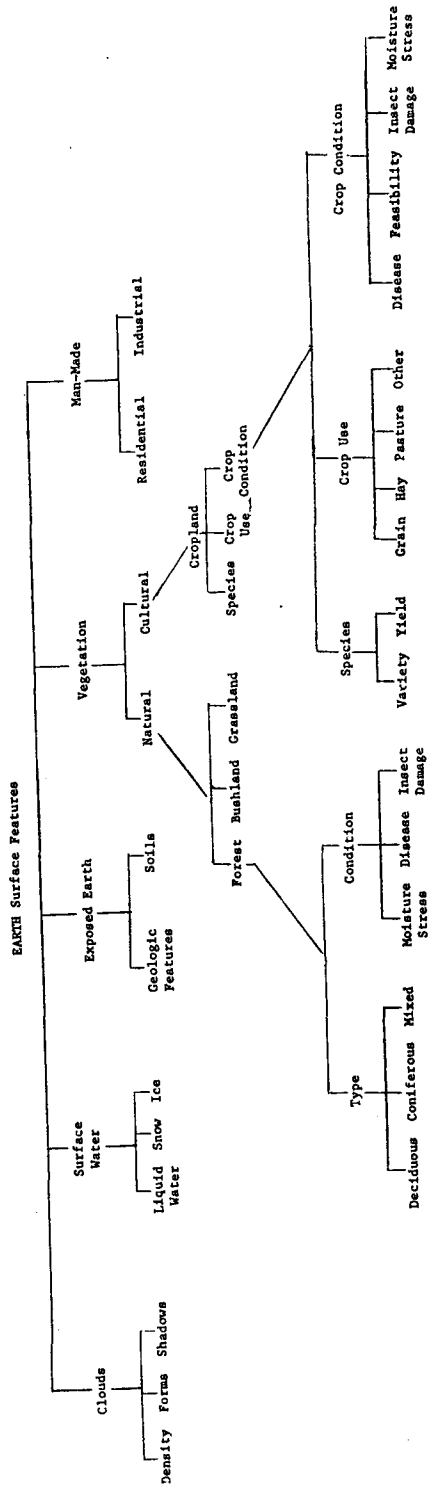 EARTH Surface Features
Clouds
Density Forms Shadows
Surface
Water
Liquid
Water
Snow
Ice
Exposed Earth
Geologic
Features
Soils
Vegetation
Natural
Cultural
Man-Made
Residential
Industrial
Forest Bushland Grassland
Cropland
Species
Crop
Use
Crop
Condition
Type
Deciduous Coniferous Mixed
Condition
Moisture
Stress
Disease
Insect
Damage
Species
Variety Yield
Crop Use
Grain Hay Pasture Other
Crop Condition
Disease Feasibility
Insect
Damage
Moisture
Stress